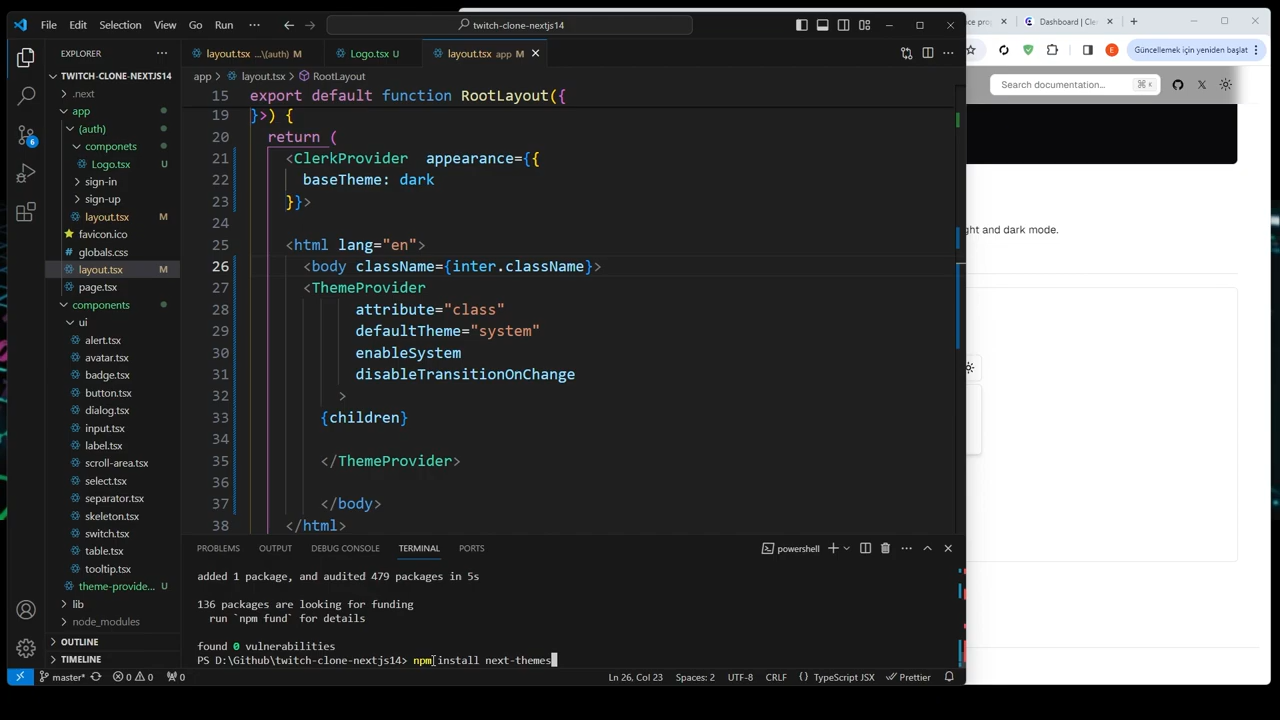 File Edit Selection View Go Run ··· twitch-clone-nextjs14
EXPLORER
TWITCH-CLONE-NEXTJS14
.next
app
(auth)
componets
Logo.tsx U
sign-in
sign-up
layout.tsx M
favicon.ico
globals.css
layout.tsx M
page.tsx
components
ui
alert.tsx
avatar.tsx
badge.tsx
button.tsx
dialog.tsx
input.tsx
label.tsx
scroll-area.tsx
select.tsx
separator.tsx
skeleton.tsx
switch.tsx
table.tsx
tooltip.tsx
theme-provide... U
lib
node_modules
OUTLINE
TIMELINE
6
layout.tsx ...\(auth) M Logo.tsx U layout.tsx app M
app > layout.tsx > RootLayout
15 export default function RootLayout({
19 }>) {
20 return (
21 <ClerkProvider appearance={{
22 baseTheme: dark
23 }}>
24
25 <html lang="en">
26 <body className={inter.className}>
27 <ThemeProvider
28 attribute="class"
29 defaultTheme="system"
30 enableSystem
31 disableTransitionOnChange
32 >
33 {children}
34
35 </ThemeProvider>
36
37 </body>
38 </html>
PROBLEMS OUTPUT DEBUG CONSOLE TERMINAL PORTS powershell
added 1 package, and audited 479 packages in 5s
136 packages are looking for funding
run `npm fund` for details
found 0 vulnerabilities
PS D:\Github\twitch-clone-nextjs14> npm install next-themes
master* 0 0 0 Ln 26, Col 23 Spaces: 2 UTF-8 CRLF {} TypeScript JSX Prettier
Dashboard | Cle
E Güncellemek için yeniden başlat
Search documentation... ⌘ K
ght and dark mode.